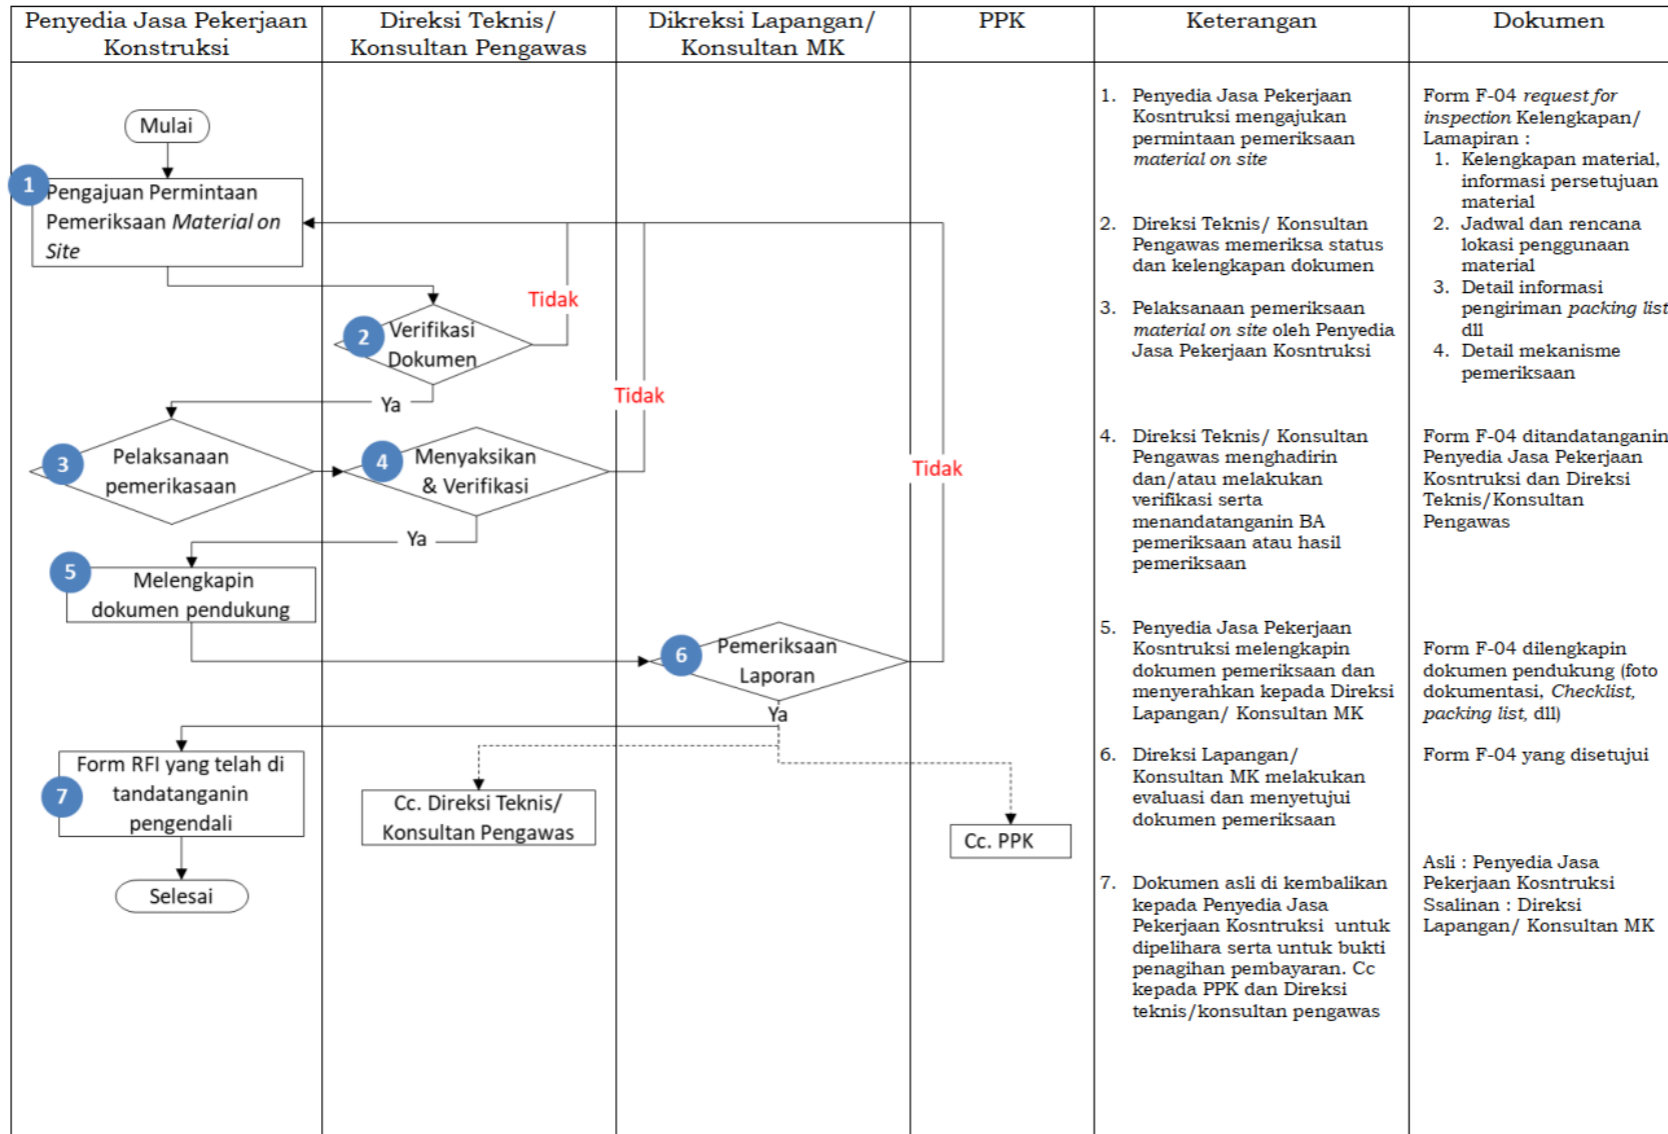 Penyedia Jasa Pekerjaan
Konstruksi
Direksi Teknis/
Konsultan Pengawas
Dikreksi Lapangan/
Konsultan MK
PPK
Keterangan
Dokumen
Mulai
1
Pengajuan Permintaan
Pemeriksaan Material on
Site
Tidak
2
Verifikasi
Dokumen
Tidak
Ya
3
Pelaksanaan
pemerikasaan
4
Menyaksikan
& Verifikasi
Tidak
Ya
5
Melengkapin
dokumen pendukung
6
Pemeriksaan
Laporan
Ya
Form RFI yang telah di
tandatanganin
pengendali
7
Cc. Direksi Teknis/
Konsultan Pengawas
Cc. PPK
Selesai
1. Penyedia Jasa Pekerjaan
Kosntruksi mengajukan
permintaan pemeriksaan
material on site
2. Direksi Teknis/ Konsultan
Pengawas memeriksa status
dan kelengkapan dokumen
3. Pelaksanaan pemeriksaan
material on site oleh Penyedia
Jasa Pekerjaan Kosntruksi
4. Direksi Teknis/ Konsultan
Pengawas menghadirin
dan/atau melakukan
verifikasi serta
menandatanganin BA
pemeriksaan atau hasil
pemeriksaan
5. Penyedia Jasa Pekerjaan
Kosntruksi melengkapin
dokumen pemeriksaan dan
menyerahkan kepada Direksi
Lapangan/ Konsultan MK
6. Direksi Lapangan/
Konsultan MK melakukan
evaluasi dan menyetujui
dokumen pemeriksaan
7. Dokumen asli di kembalikan
kepada Penyedia Jasa
Pekerjaan Kosntruksi untuk
dipelihara serta untuk bukti
penagihan pembayaran. Cc
kepada PPK dan Direksi
teknis/konsultan pengawas
Form F-04 request for
inspection Kelengkapan/
Lamapiran :
1. Kelengkapan material,
informasi persetujuan
material
2. Jadwal dan rencana
lokasi penggunaan
material
3. Detail informasi
pengiriman packing list
dll
4. Detail mekanisme
pemeriksaan
Form F-04 ditandatanganin
Penyedia Jasa Pekerjaan
Kosntruksi dan Direksi
Teknis/Konsultan
Pengawas
Form F-04 dilengkapin
dokumen pendukung (foto
dokumentasi, Checklist,
packing list, dll)
Form F-04 yang disetujui
Asli : Penyedia Jasa
Pekerjaan Kosntruksi
Ssalinan : Direksi
Lapangan/ Konsultan MK